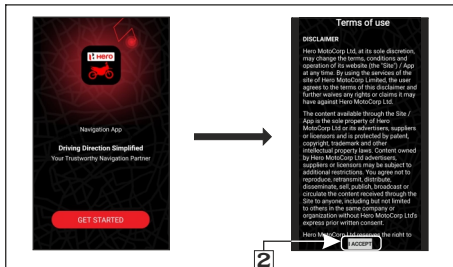 Hero
Navigation App
Driving Direction Simplified
Your Trustworthy Navigation Partner
GET STARTED
Terms of use
DISCLAIMER
Hero MotoCorp Ltd, at its sole discretion,
may change the terms, conditions and
operation of its website (the "Site") / App
at any time. By using the services of the
site of Hero MotoCorp Limited, the user
agrees to the terms of this disclaimer and
further waives any rights or claims it may
have against Hero MotoCorp Ltd.
The content available through the Site /
App is the sole property of Hero
MotoCorp Ltd or its advertisers, suppliers
or licensors and is protected by patent,
copyright, trademark and other
intellectual property laws. Content owned
by Hero MotoCorp Ltd advertisers,
suppliers or licensors may be subject to
additional restrictions. You agree not to
reproduce, retransmit, distribute,
disseminate, sell, publish, broadcast or
circulate the content received through the
Site to anyone, including but not limited
to others in the same company or
organization without Hero MotoCorp Ltd's
express prior written consent.
Hero MotoCorp Ltd reserves the right to
I ACCEPT
2